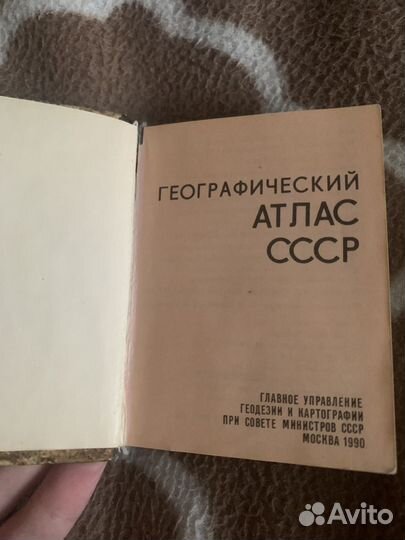 ГЕОГРАФИЧЕСКИЙ
АТЛАС
СССР
ГЛАВНОЕ УПРАВЛЕНИЕ
ГЕОДЕЗИИ И КАРТОГРАФИИ
ПРИ СОВЕТЕ МИНИСТРОВ СССР
МОСКВА 1990
Avito